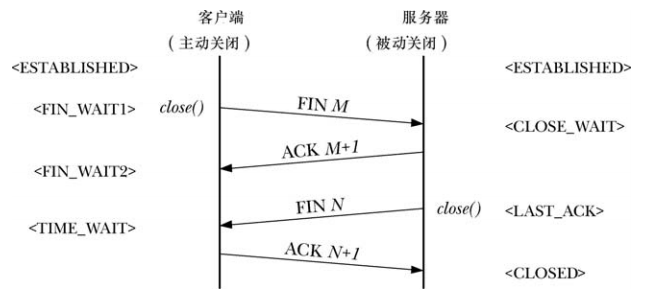 客户端 服务器
（主动关闭） （被动关闭）
<ESTABLISHED> <ESTABLISHED>
<FIN_WAIT1> close() FIN M
<CLOSE_WAIT>
ACK M+1
<FIN_WAIT2>
FIN N close() <LAST_ACK>
<TIME_WAIT>
ACK N+1
<CLOSED>